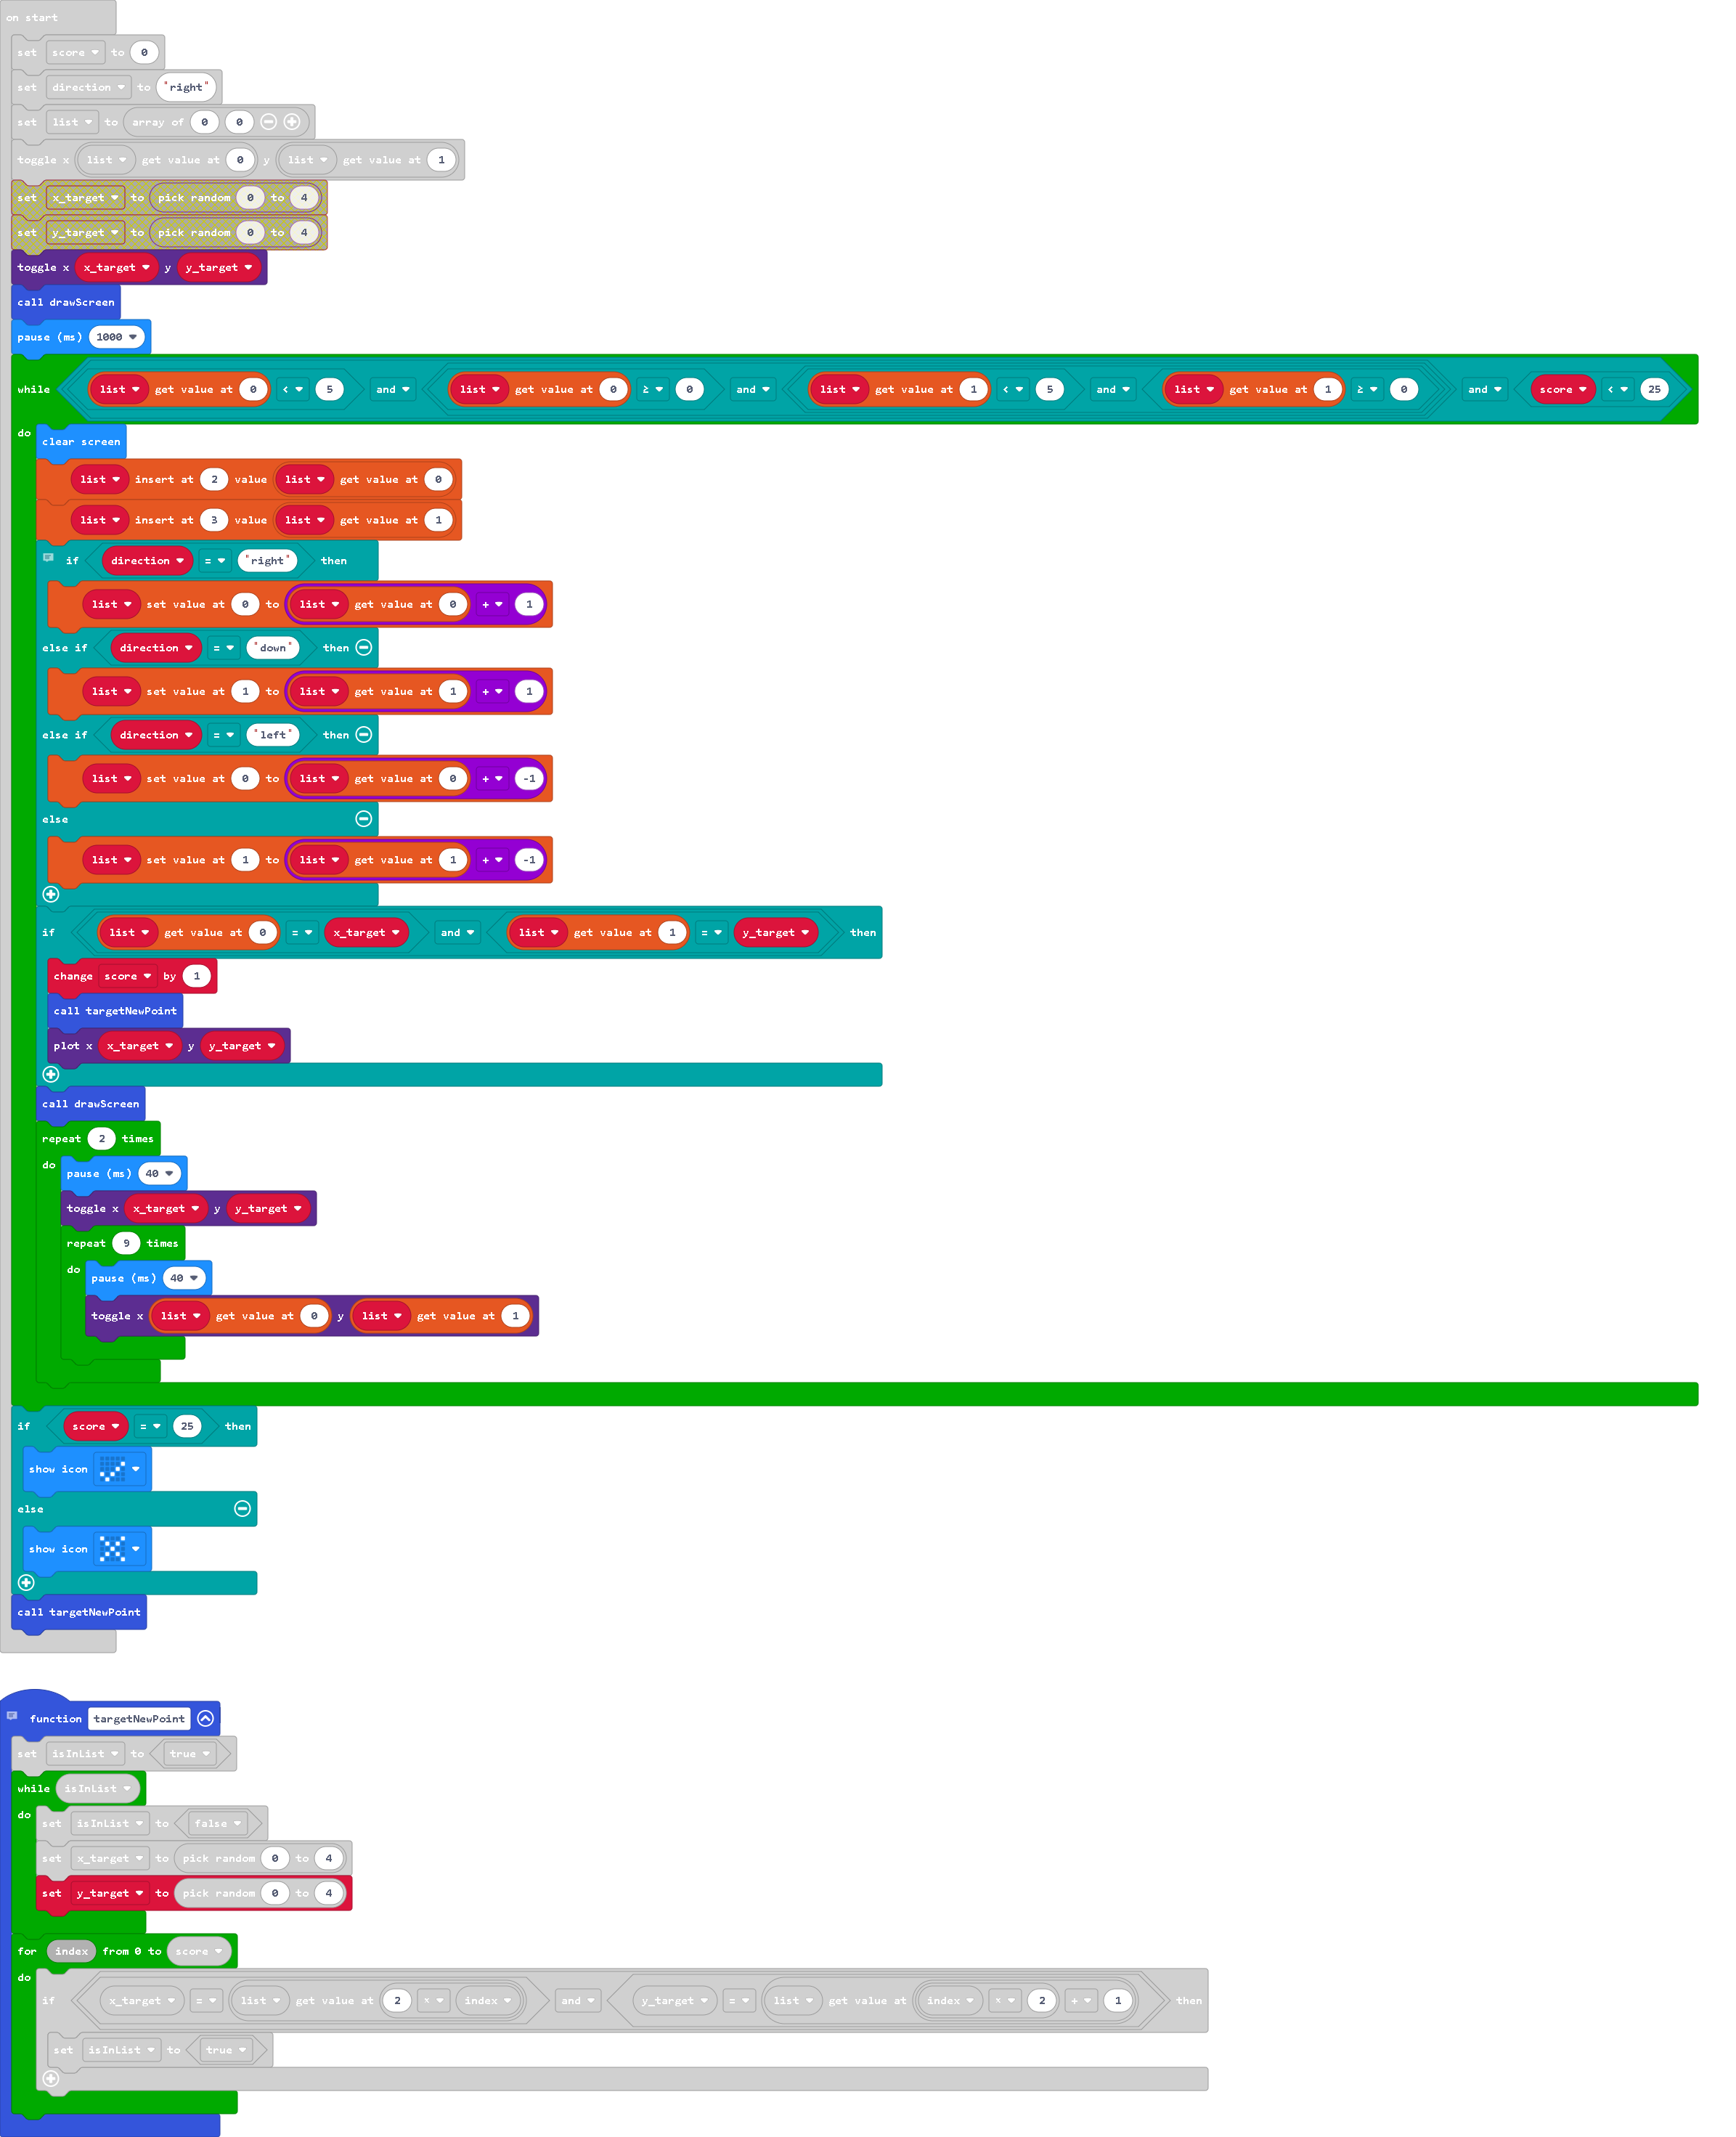 on start
set score to 0
set direction to "right"
set list to array of 0 0
toggle x list get value at 0 y list get value at 1
set x_target to pick random 0 to 4
set y_target to pick random 0 to 4
toggle x x_target y y_target
call drawScreen
pause (ms) 1000
while list get value at 0 < 5 and list get value at 0 ≥ 0 and list get value at 1 < 5 and list get value at 1 ≥ 0 and score < 25
do
clear screen
list insert at 2 value list get value at 0
list insert at 3 value list get value at 1
if direction = "right" then
list set value at 0 to list get value at 0 + 1
else if direction = "down" then
list set value at 1 to list get value at 1 + 1
else if direction = "left" then
list set value at 0 to list get value at 0 + -1
else
list set value at 1 to list get value at 1 + -1
if list get value at 0 = x_target and list get value at 1 = y_target then
change score by 1
call targetNewPoint
plot x x_target y y_target
call drawScreen
repeat 2 times
do
pause (ms) 40
toggle x x_target y y_target
repeat 9 times
do
pause (ms) 40
toggle x list get value at 0 y list get value at 1
if score = 25 then
show icon
else
show icon
call targetNewPoint
function targetNewPoint
set isInList to true
while isInList
do
set isInList to false
set x_target to pick random 0 to 4
set y_target to pick random 0 to 4
for index from 0 to score
do
if x_target = list get value at 2 × index and y_target = list get value at index × 2 + 1 then
set isInList to true